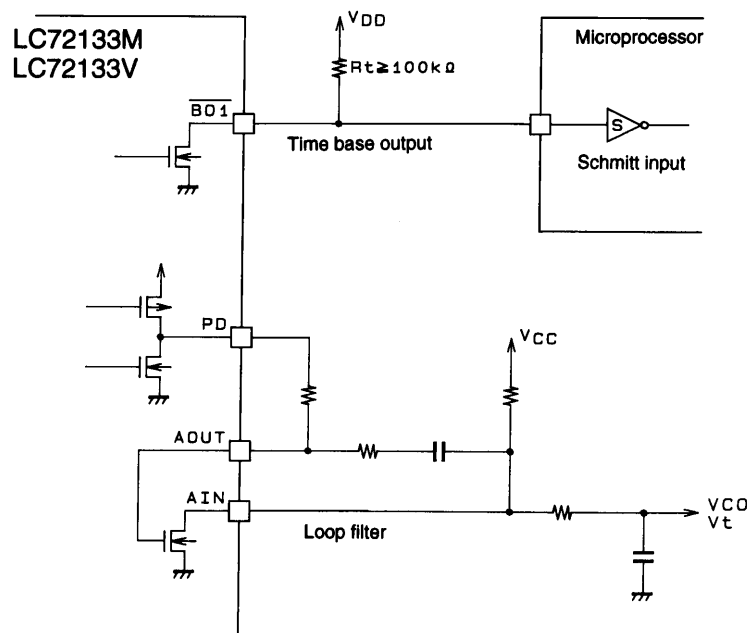 LC72133M
LC72133V
VDD
Rt≧100kΩ
Microprocessor
BO1
Time base output
S
Schmitt input
PD
VCC
AOUT
AIN
Loop filter
VCO
Vt